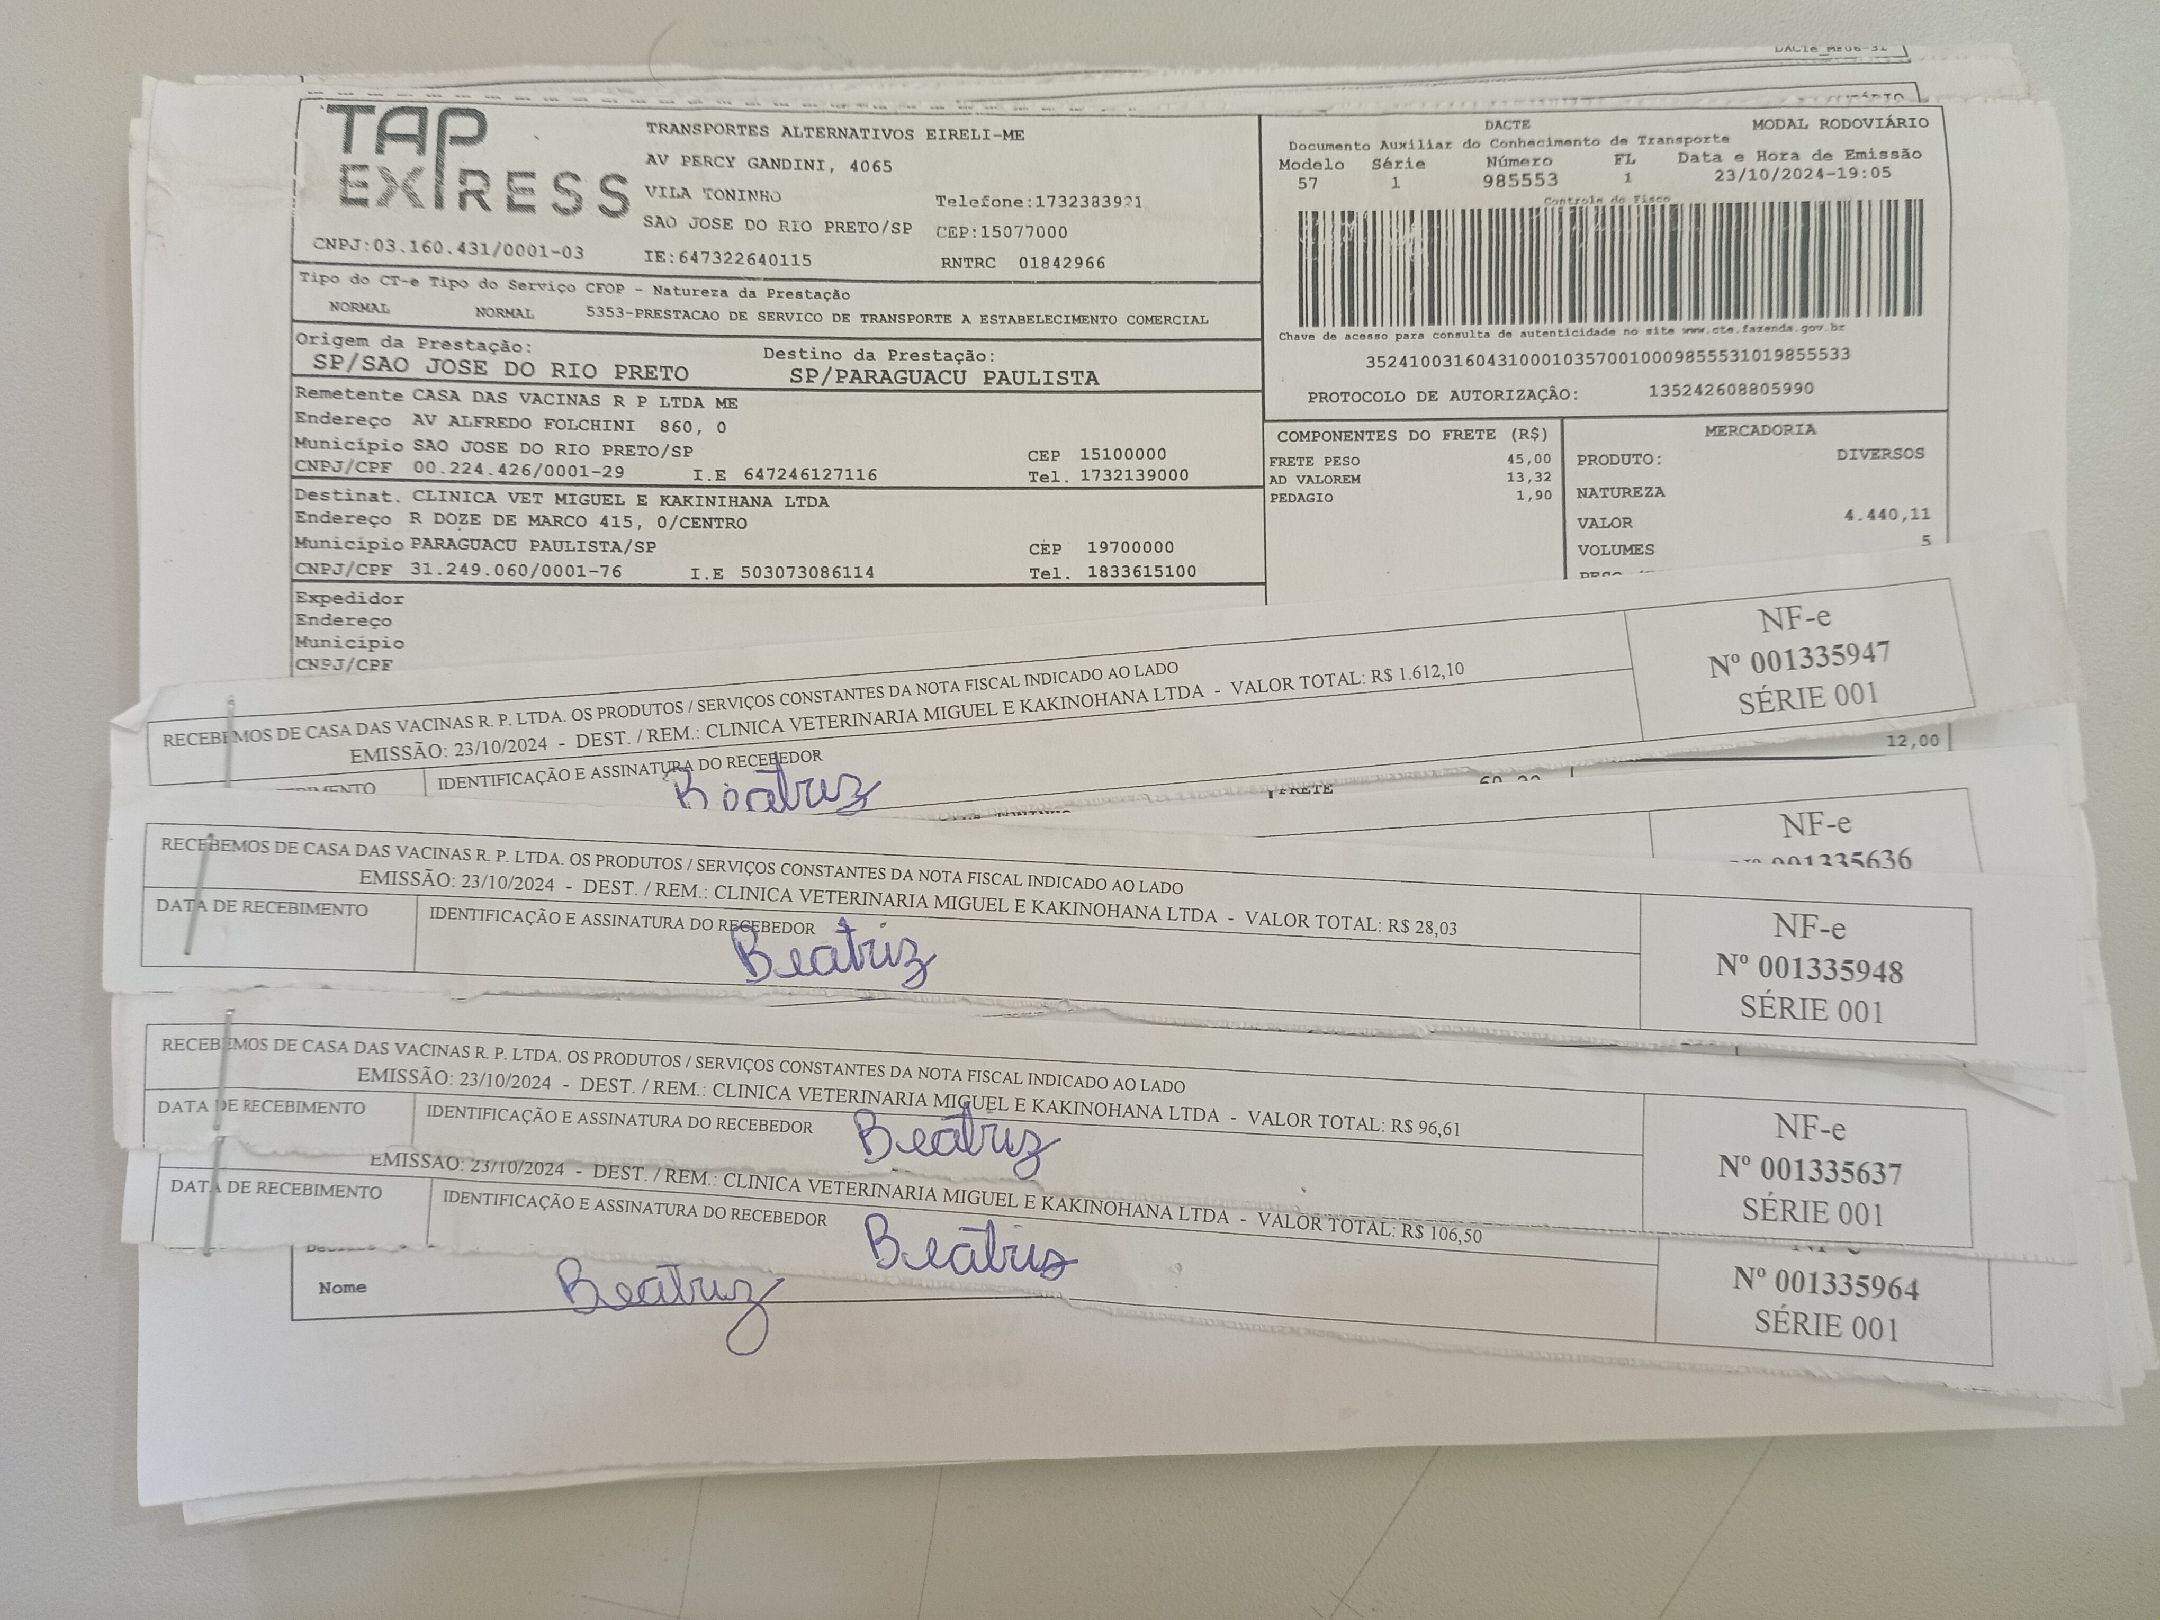 DACTE
TAP EXPRESS
TRANSPORTES ALTERNATIVOS EIRELI-ME
AV PERCY GANDINI, 4065
VILA TONINHO
Telefone:1732383921
SAO JOSE DO RIO PRETO/SP CEP:15077000
CNPJ:03.160.431/0001-03 IE:647322640115 RNTRC 01842966
MODAL RODOVIÁRIO
Documento Auxiliar do Conhecimento de Transporte
Modelo Série Número FL Data e Hora de Emissão
57 1 985553 1 23/10/2024-19:05
Controle do Fisco
Chave de acesso para consulta de autenticidade no site www.cte.fazenda.gov.br
35241003160431000103570010009855531019855533
PROTOCOLO DE AUTORIZAÇÃO: 135242608805990
Tipo do CT-e Tipo do Serviço CFOP - Natureza da Prestação
NORMAL NORMAL 5353-PRESTACAO DE SERVICO DE TRANSPORTE A ESTABELECIMENTO COMERCIAL
Origem da Prestação: Destino da Prestação:
SP/SAO JOSE DO RIO PRETO SP/PARAGUACU PAULISTA
Remetente CASA DAS VACINAS R P LTDA ME
Endereço AV ALFREDO FOLCHINI 860, 0
Município SAO JOSE DO RIO PRETO/SP CEP 15100000
CNPJ/CPF 00.224.426/0001-29 I.E 647246127116 Tel. 1732139000
Destinat. CLINICA VET MIGUEL E KAKINIHANA LTDA
Endereço R DOZE DE MARCO 415, 0/CENTRO
Município PARAGUACU PAULISTA/SP CEP 19700000
CNPJ/CPF 31.249.060/0001-76 I.E 503073086114 Tel. 1833615100
Expedidor
Endereço
Município
CNPJ/CPF
COMPONENTES DO FRETE (R$)
FRETE PESO 45,00
AD VALOREM 13,32
PEDAGIO 1,90
MERCADORIA
PRODUTO: DIVERSOS
NATUREZA
VALOR 4.440,11
VOLUMES 5
RECEBEMOS DE CASA DAS VACINAS R. P. LTDA. OS PRODUTOS / SERVIÇOS CONSTANTES DA NOTA FISCAL INDICADO AO LADO
EMISSÃO: 23/10/2024 - DEST. / REM.: CLINICA VETERINARIA MIGUEL E KAKINOHANA LTDA - VALOR TOTAL: R$ 1.612,10
IDENTIFICAÇÃO E ASSINATURA DO RECEBEDOR
Beatriz
NF-e
Nº 001335947
SÉRIE 001
12,00
FRETE
NF-e
001335636
RECEBEMOS DE CASA DAS VACINAS R. P. LTDA. OS PRODUTOS / SERVIÇOS CONSTANTES DA NOTA FISCAL INDICADO AO LADO
EMISSÃO: 23/10/2024 - DEST. / REM.: CLINICA VETERINARIA MIGUEL E KAKINOHANA LTDA - VALOR TOTAL: R$ 28,03
DATA DE RECEBIMENTO IDENTIFICAÇÃO E ASSINATURA DO RECEBEDOR
Beatriz
NF-e
Nº 001335948
SÉRIE 001
RECEBEMOS DE CASA DAS VACINAS R. P. LTDA. OS PRODUTOS / SERVIÇOS CONSTANTES DA NOTA FISCAL INDICADO AO LADO
EMISSÃO: 23/10/2024 - DEST. / REM.: CLINICA VETERINARIA MIGUEL E KAKINOHANA LTDA - VALOR TOTAL: R$ 96,61
DATA DE RECEBIMENTO IDENTIFICAÇÃO E ASSINATURA DO RECEBEDOR
Beatriz
NF-e
Nº 001335637
SÉRIE 001
EMISSÃO: 23/10/2024 - DEST. / REM.: CLINICA VETERINARIA MIGUEL E KAKINOHANA LTDA - VALOR TOTAL: R$ 106,50
DATA DE RECEBIMENTO IDENTIFICAÇÃO E ASSINATURA DO RECEBEDOR
Beatriz
Nº 001335964
SÉRIE 001
Nome Beatriz